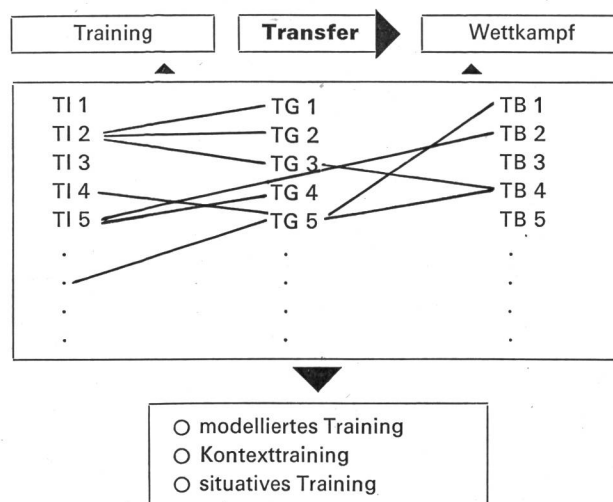 Training Transfer Wettkampf
TI 1 TG 1 TB 1
TI 2 TG 2 TB 2
TI 3 TG 3 TB 3
TI 4 TG 4 TB 4
TI 5 TG 5 TB 5
. . .
. . .
. . .
. . .
○ modelliertes Training
○ Kontexttraining
○ situatives Training